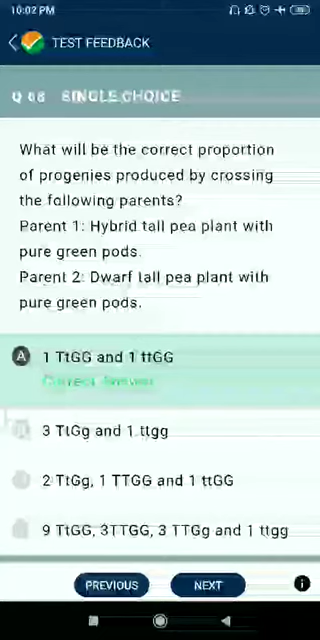 10:02 PM
TEST FEEDBACK
Q 08 SINGLE CHOICE
What will be the correct proportion
of progenies produced by crossing
the following parents?
Parent 1: Hybrid tall pea plant with
pure green pods.
Parent 2: Dwarf tall pea plant with
pure green pods.
A 1 TtGG and 1 ttGG
Correct Answer
3 TtGg and 1 ttgg
2 TtGg, 1 TTGG and 1 ttGG
9 TtGG, 3TTGG, 3 TTGg and 1 ttgg
PREVIOUS NEXT